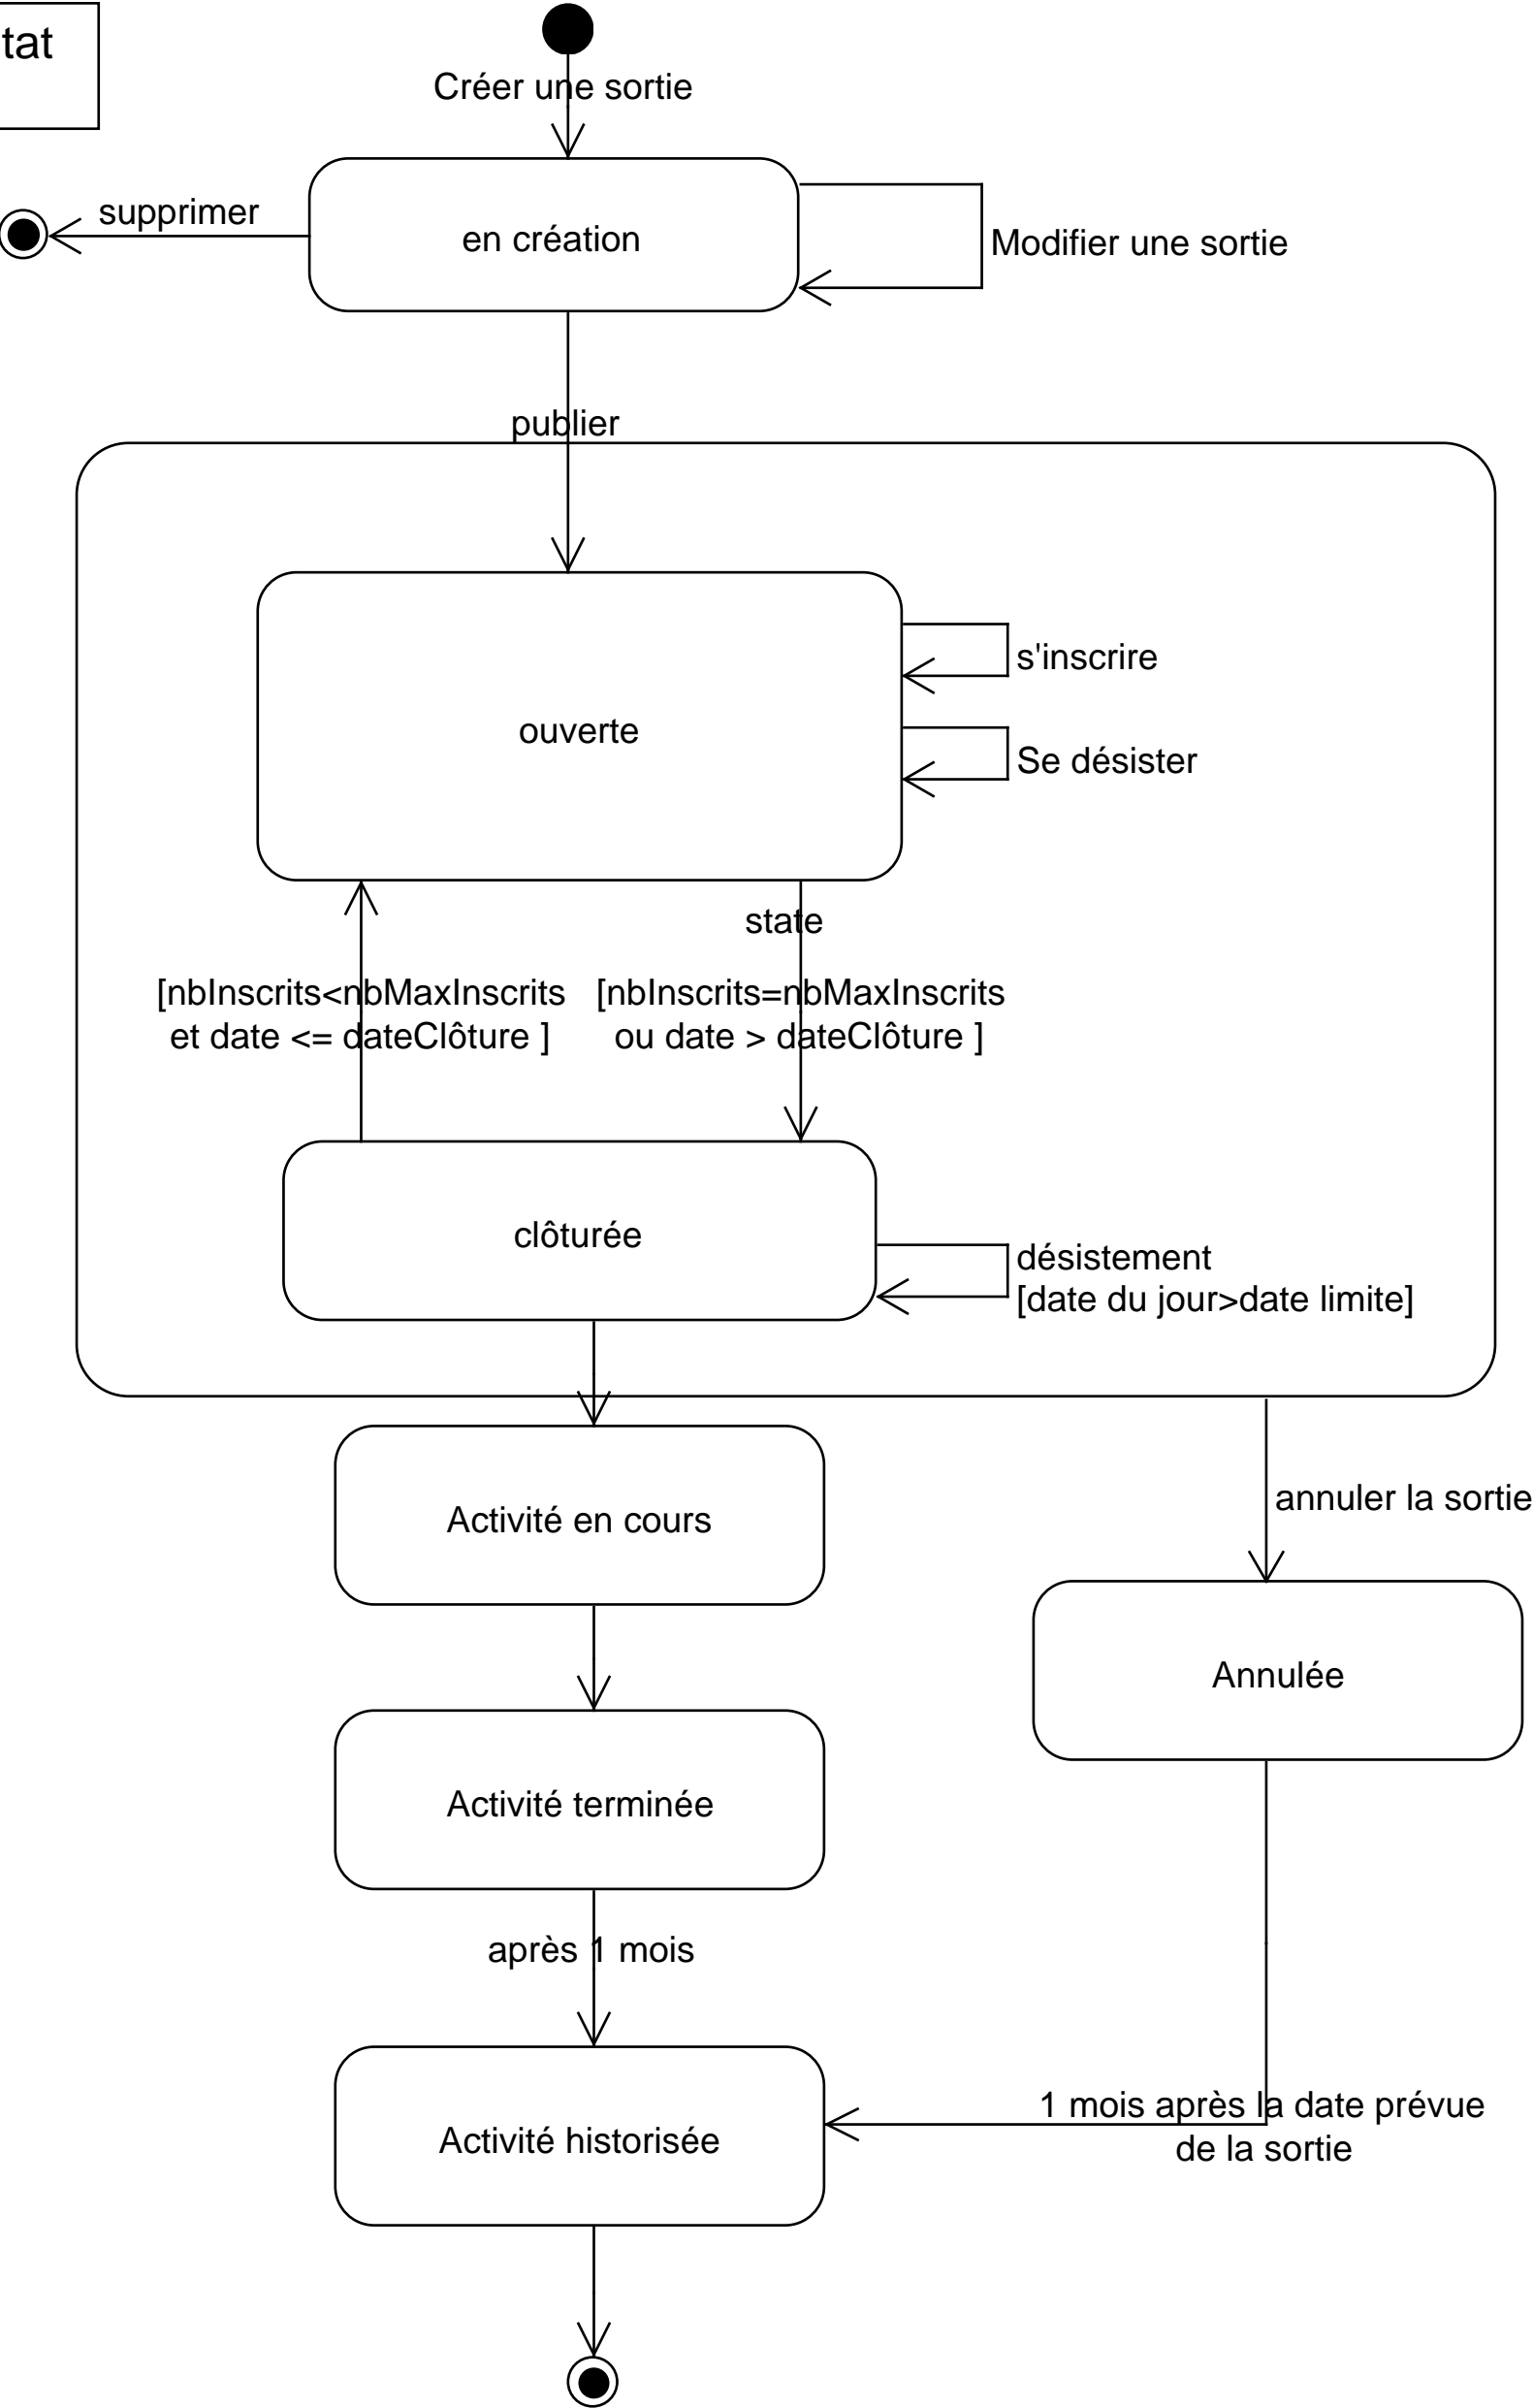 tat
Créer une sortie
supprimer
en création
Modifier une sortie
publier
s'inscrire
ouverte
Se désister
state
[nbInscrits<nbMaxInscrits
et date <= dateClôture ]
[nbInscrits=nbMaxInscrits
ou date > dateClôture ]
clôturée
désistement
[date du jour>date limite]
Activité en cours
annuler la sortie
Annulée
Activité terminée
après 1 mois
1 mois après la date prévue
de la sortie
Activité historisée